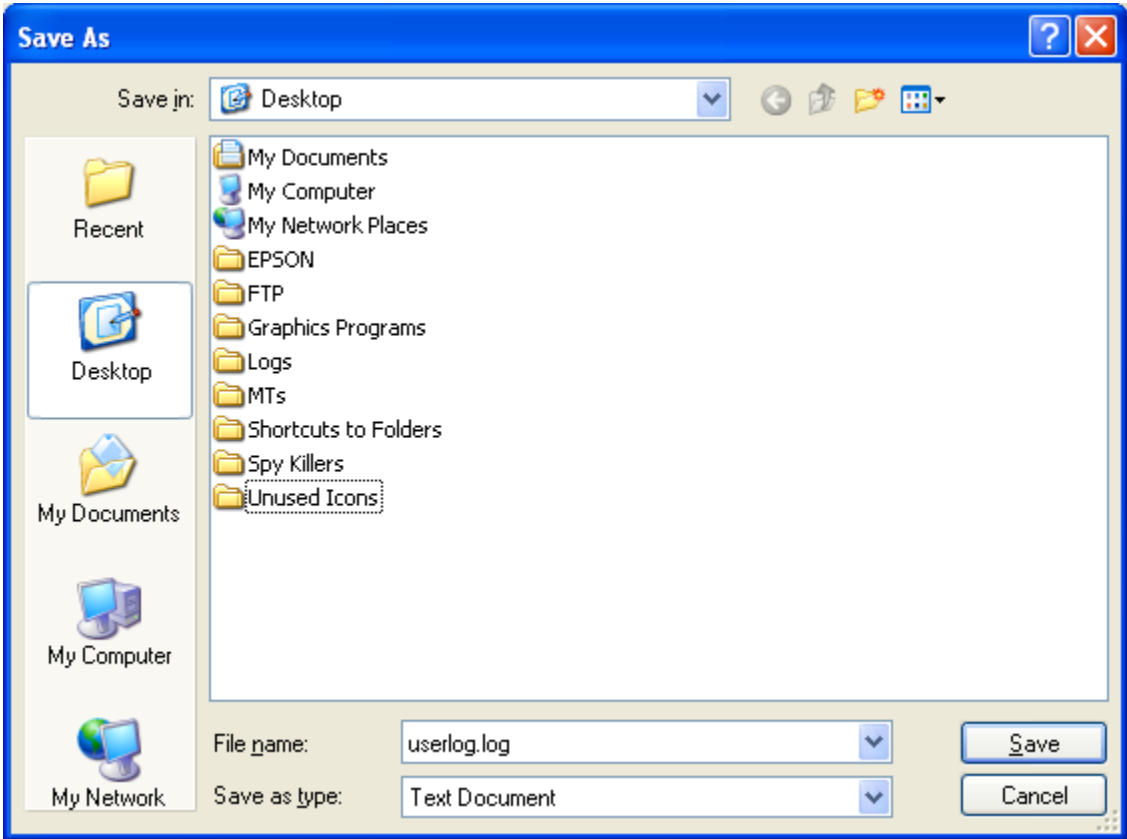 Save As
Save in: Desktop
My Documents
My Computer
My Network Places
EPSON
FTP
Graphics Programs
Logs
MTs
Shortcuts to Folders
Spy Killers
Unused Icons
Recent
Desktop
My Documents
My Computer
My Network
File name: userlog.log
Save
Save as type: Text Document
Cancel